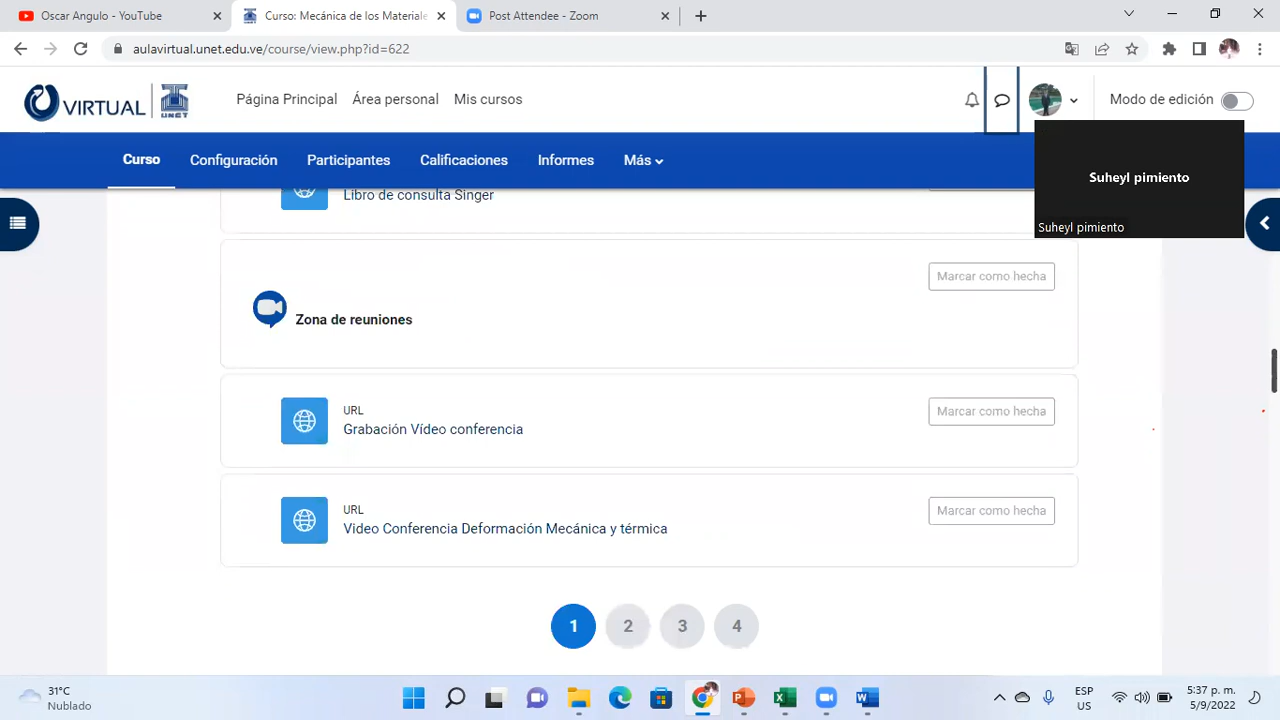 Oscar Angulo - YouTube
Curso: Mecánica de los Materiale
Post Attendee - Zoom
aulavirtual.unet.edu.ve/course/view.php?id=622
VIRTUAL
UNET
Página Principal
Área personal
Mis cursos
Modo de edición
Curso
Configuración
Participantes
Calificaciones
Informes
Más
Suheyl pimiento
Suheyl pimiento
Libro de consulta Singer
Marcar como hecha
Zona de reuniones
URL
Grabación Vídeo conferencia
Marcar como hecha
URL
Video Conferencia Deformación Mecánica y térmica
Marcar como hecha
1 2 3 4
31°C
Nublado
ESP
US
5:37 p. m.
5/9/2022